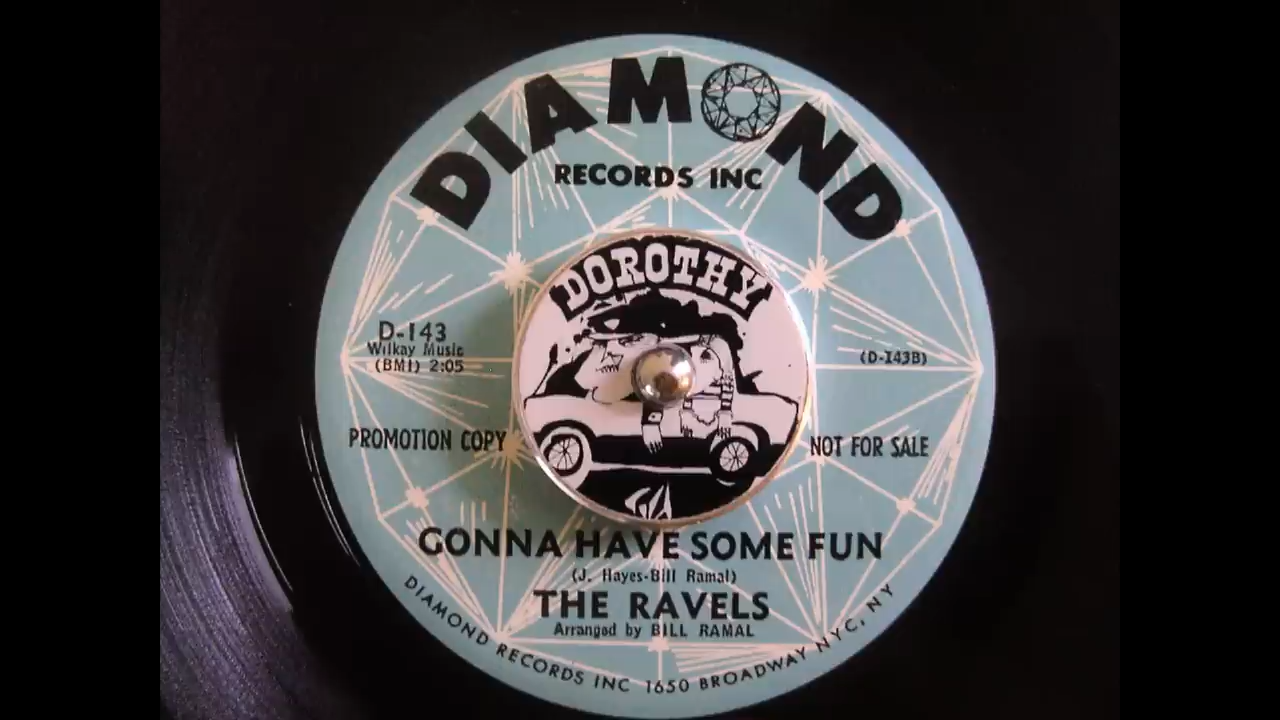 DIAMOND
RECORDS INC
DOROTHY
D-143
Wilkay Music
(BMI) 2:05
(D-143B)
PROMOTION COPY
NOT FOR SALE
GONNA HAVE SOME FUN
(J. Hayes-Bill Ramal)
THE RAVELS
Arranged by BILL RAMAL
DIAMOND RECORDS INC 1650 BROADWAY NYC, NY